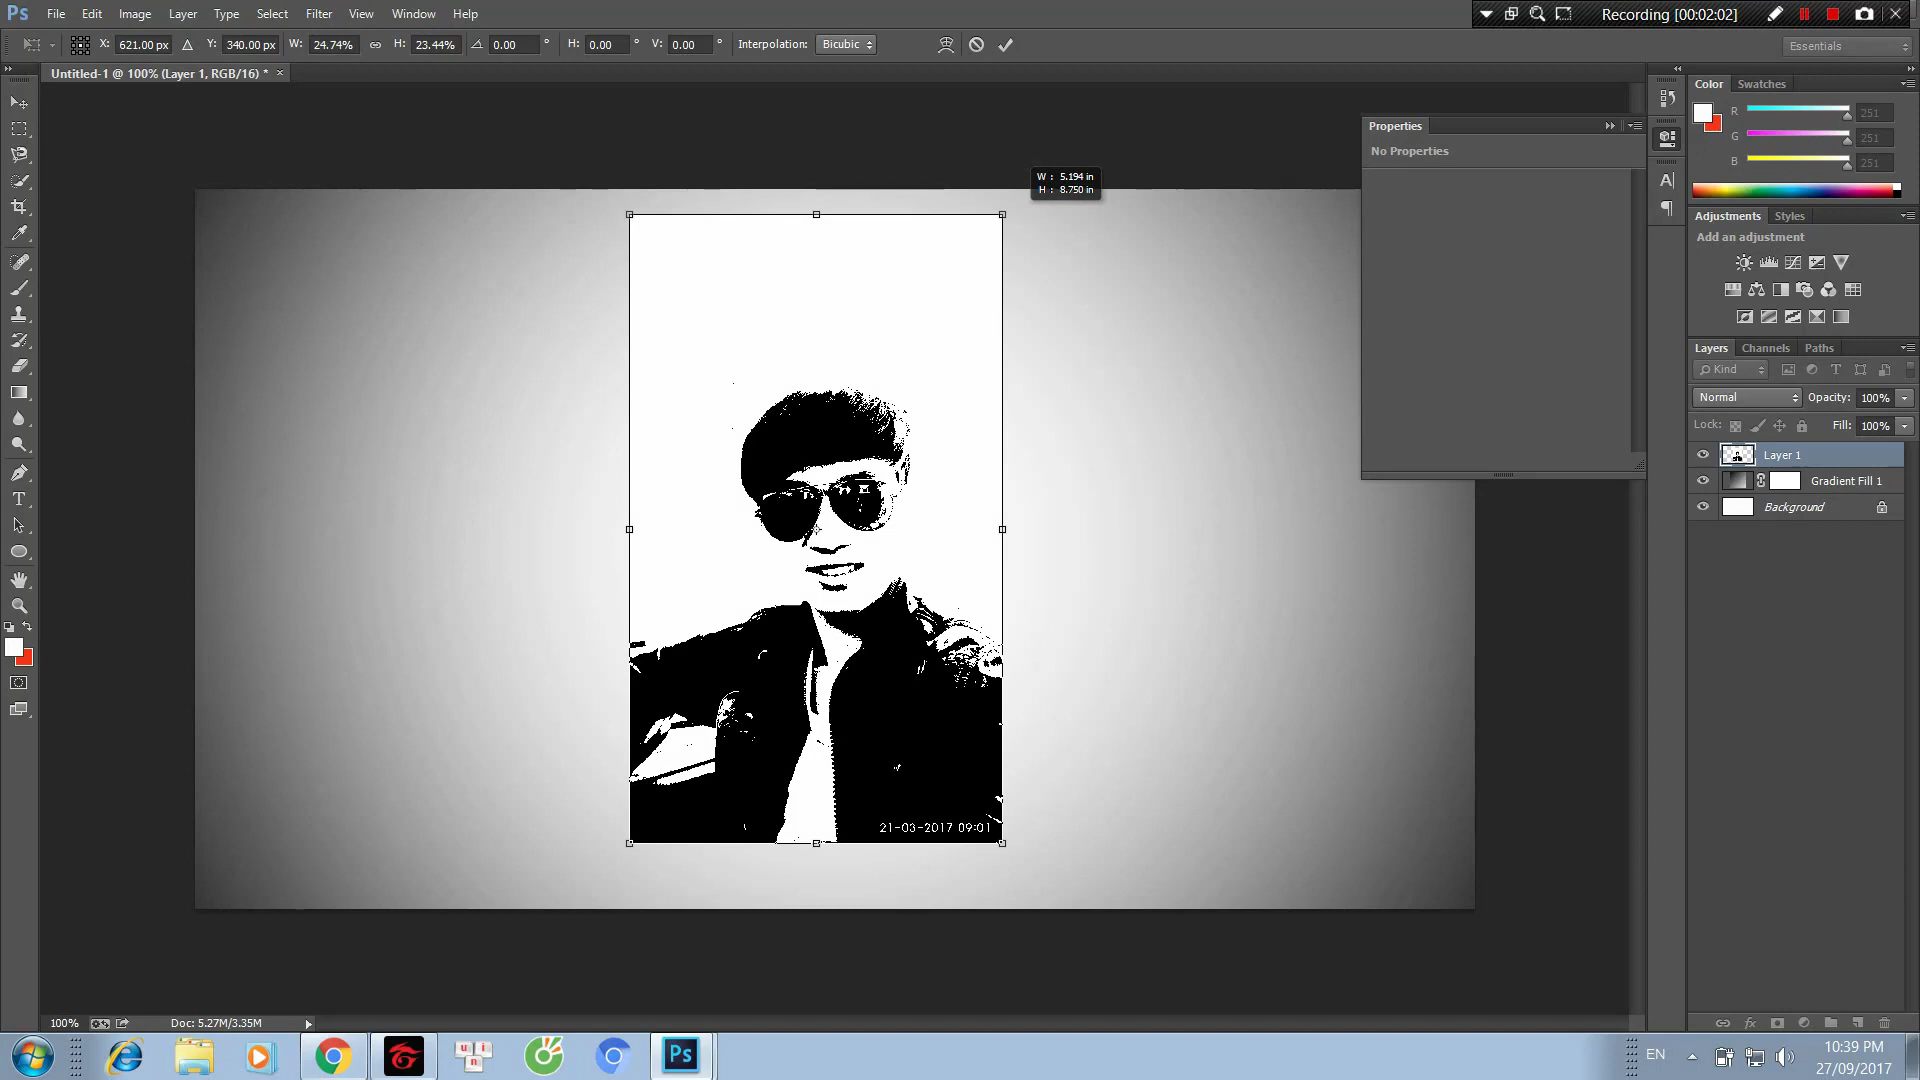 Ps File Edit Image Layer Type Select Filter View Window Help
Recording [00:02:02]
X: 621.00 px Y: 340.00 px W: 24.74% H: 23.44% 0.00 ° H: 0.00 ° V: 0.00 ° Interpolation: Bicubic
Essentials
Untitled-1 @ 100% (Layer 1, RGB/16) * ×
Color Swatches
R 251
G 251
B 251
Properties
No Properties
W : 5.194 in
H : 8.750 in
Adjustments Styles
Add an adjustment
Layers Channels Paths
Kind
Normal Opacity: 100%
Lock: Fill: 100%
Layer 1
Gradient Fill 1
Background
21-03-2017 09:01
100% Doc: 5.27M/3.35M
Ps
EN
10:39 PM
27/09/2017